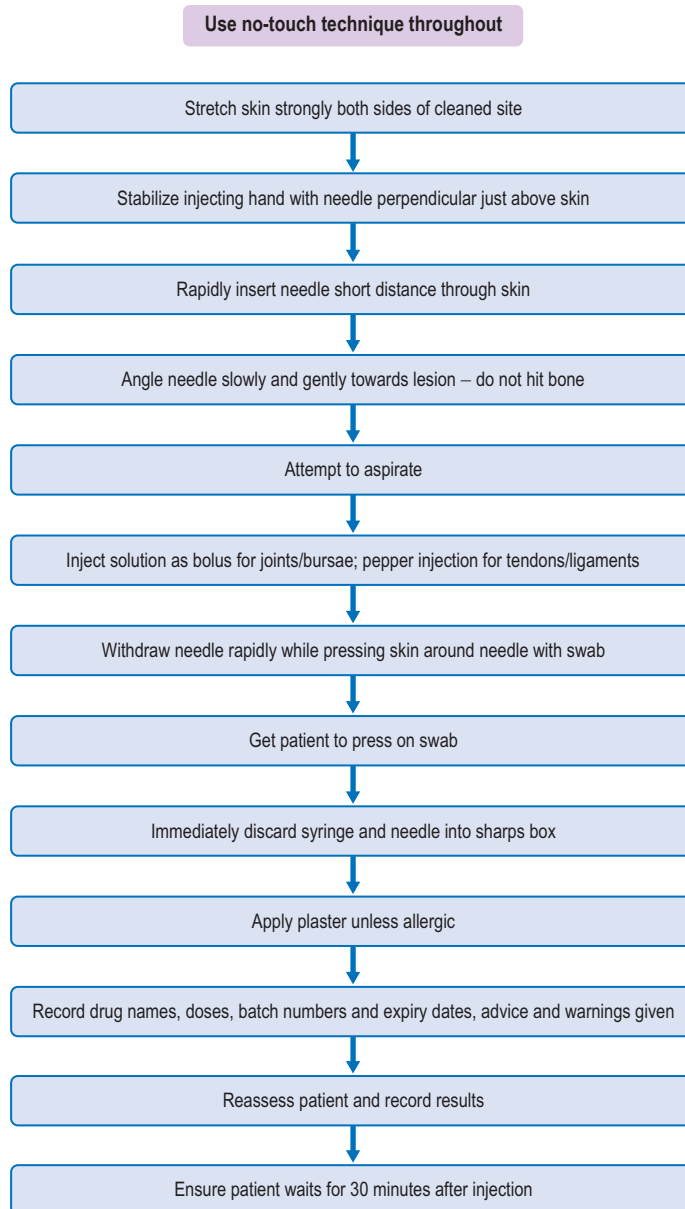 Use no-touch technique throughout
Stretch skin strongly both sides of cleaned site
Stabilize injecting hand with needle perpendicular just above skin
Rapidly insert needle short distance through skin
Angle needle slowly and gently towards lesion – do not hit bone
Attempt to aspirate
Inject solution as bolus for joints/bursae; pepper injection for tendons/ligaments
Withdraw needle rapidly while pressing skin around needle with swab
Get patient to press on swab
Immediately discard syringe and needle into sharps box
Apply plaster unless allergic
Record drug names, doses, batch numbers and expiry dates, advice and warnings given
Reassess patient and record results
Ensure patient waits for 30 minutes after injection